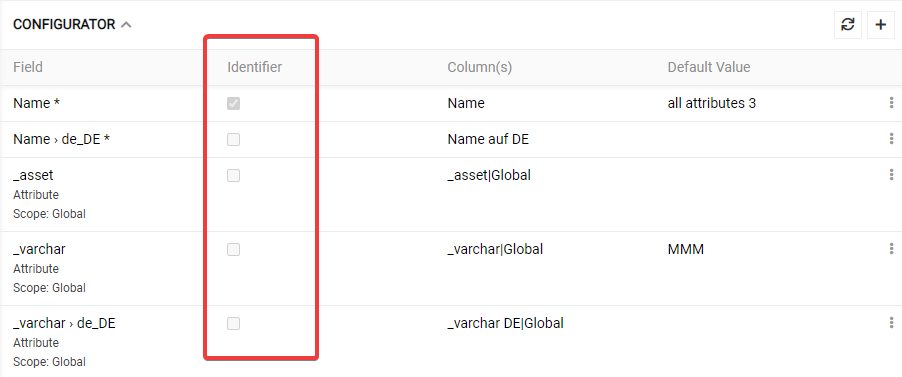 CONFIGURATOR
Field Identifier Column(s) Default Value
Name * Name all attributes 3
Name › de_DE * Name auf DE
_asset _asset|Global
Attribute
Scope: Global
_varchar _varchar|Global MMM
Attribute
Scope: Global
_varchar › de_DE _varchar DE|Global
Attribute
Scope: Global